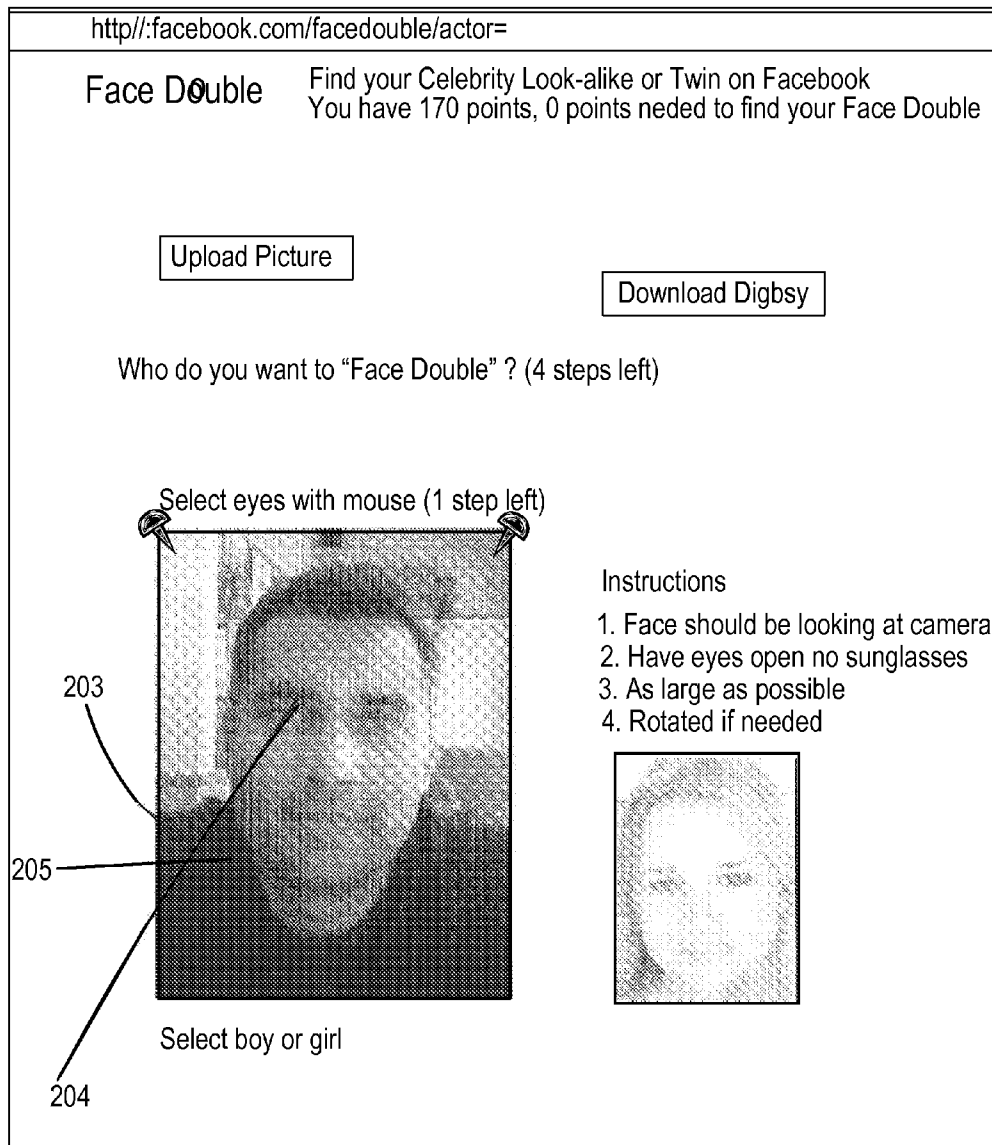 http//:facebook.com/facedouble/actor=
Face Double
Find your Celebrity Look-alike or Twin on Facebook
You have 170 points, 0 points neded to find your Face Double
Upload Picture
Download Digbsy
Who do you want to “Face Double” ? (4 steps left)
Select eyes with mouse (1 step left)
Instructions
1. Face should be looking at camera
2. Have eyes open no sunglasses
3. As large as possible
4. Rotated if needed
203
205
Select boy or girl
204